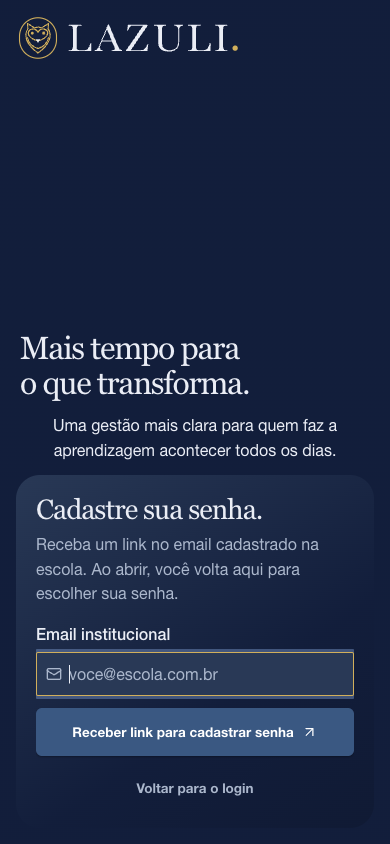 LAZULI.
Mais tempo para
o que transforma.
Uma gestão mais clara para quem faz a
aprendizagem acontecer todos os dias.
Cadastre sua senha.
Receba um link no email cadastrado na
escola. Ao abrir, você volta aqui para
escolher sua senha.
Email institucional
voce@escola.com.br
Receber link para cadastrar senha
Voltar para o login